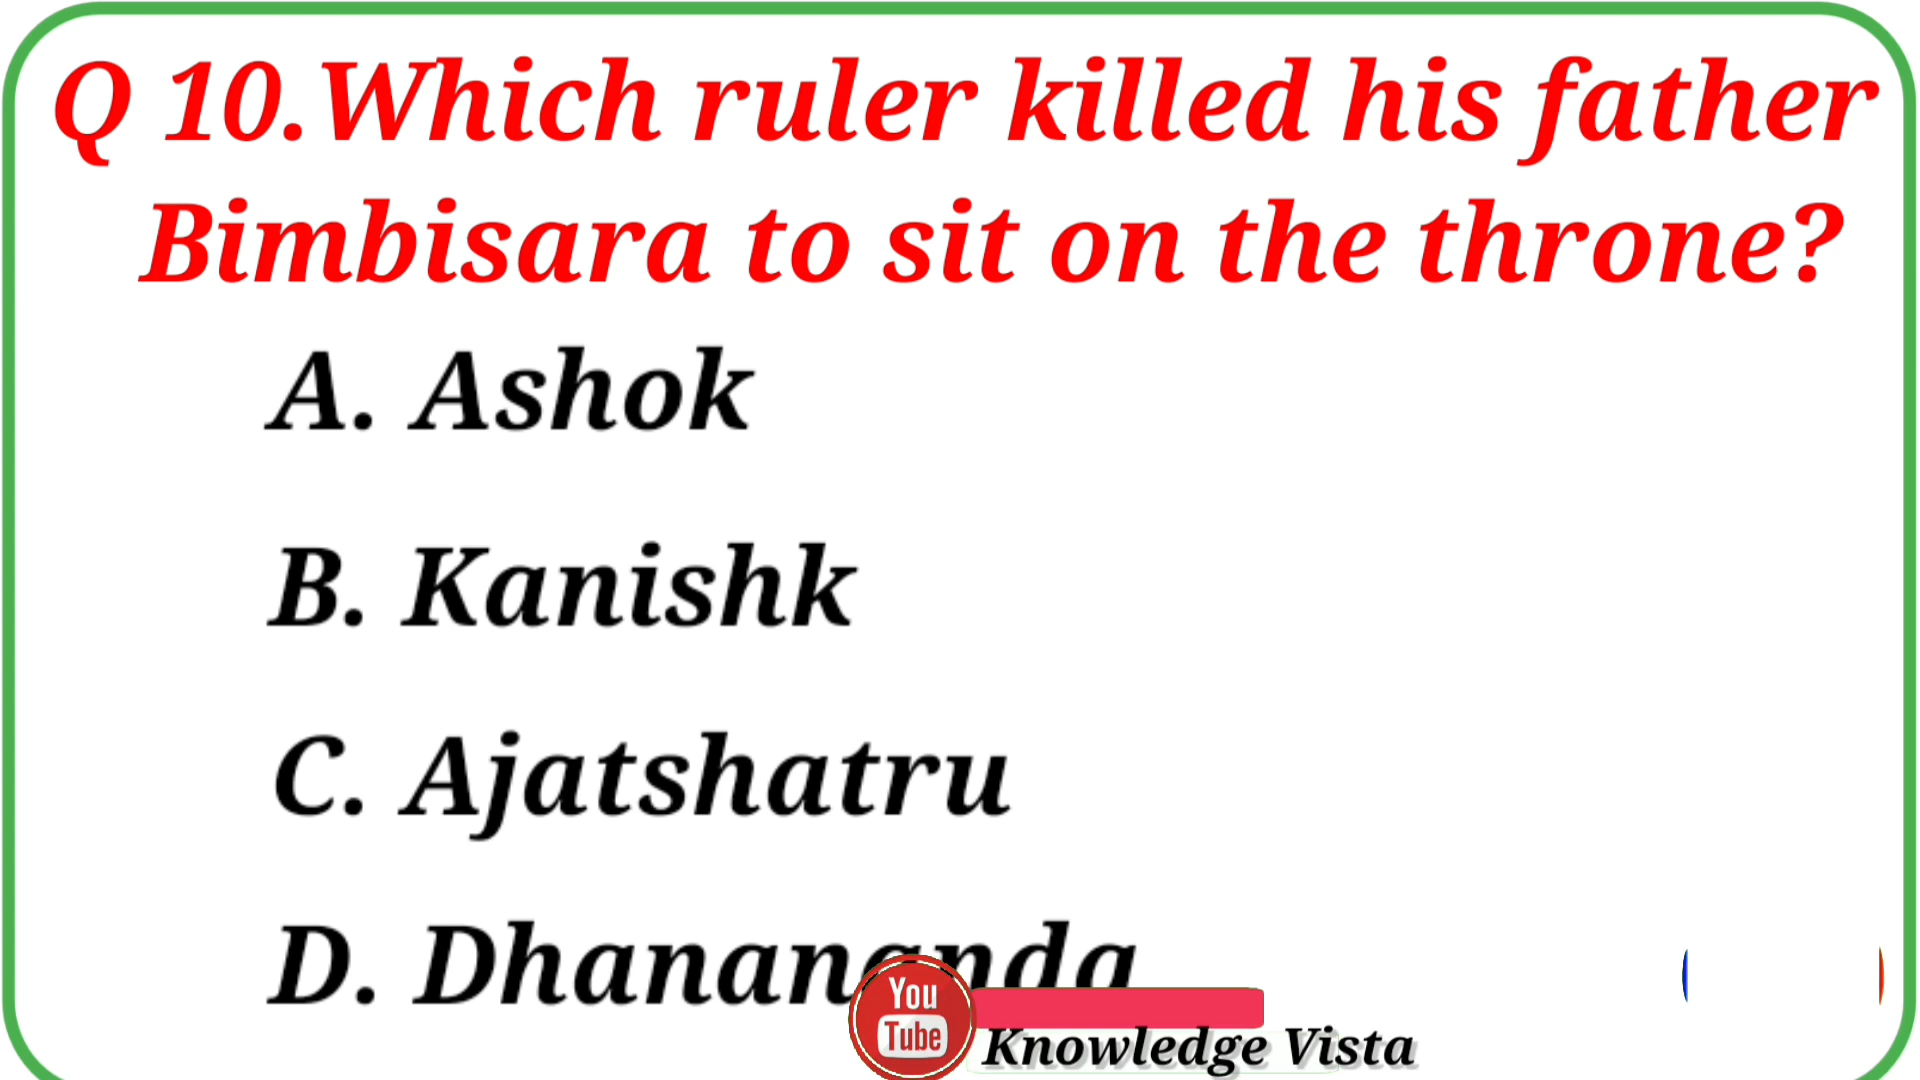 Q 10.Which ruler killed his father
Bimbisara to sit on the throne?
A. Ashok
B. Kanishk
C. Ajatshatru
D. Dhanananda
You
Tube
Knowledge Vista